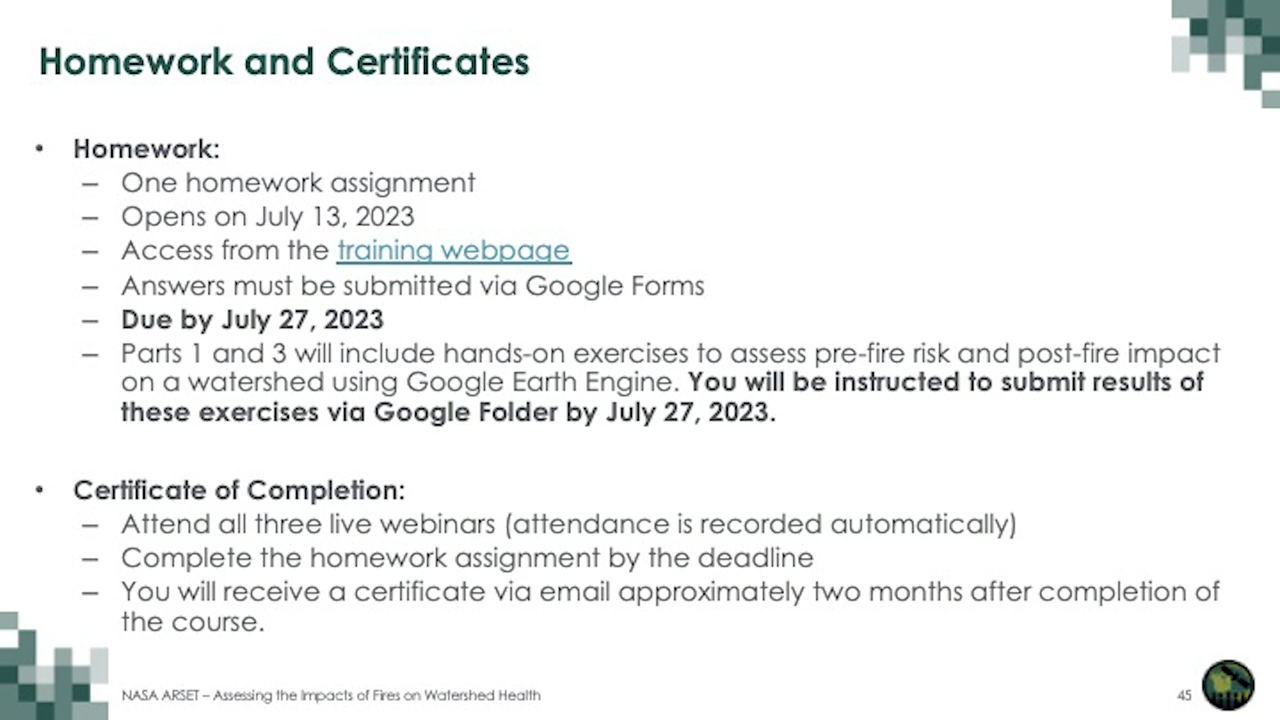 Homework and Certificates
• Homework:
– One homework assignment
– Opens on July 13, 2023
– Access from the training webpage
– Answers must be submitted via Google Forms
– Due by July 27, 2023
– Parts 1 and 3 will include hands-on exercises to assess pre-fire risk and post-fire impact
on a watershed using Google Earth Engine. You will be instructed to submit results of
these exercises via Google Folder by July 27, 2023.
• Certificate of Completion:
– Attend all three live webinars (attendance is recorded automatically)
– Complete the homework assignment by the deadline
– You will receive a certificate via email approximately two months after completion of
the course.
NASA ARSET – Assessing the Impacts of Fires on Watershed Health
45